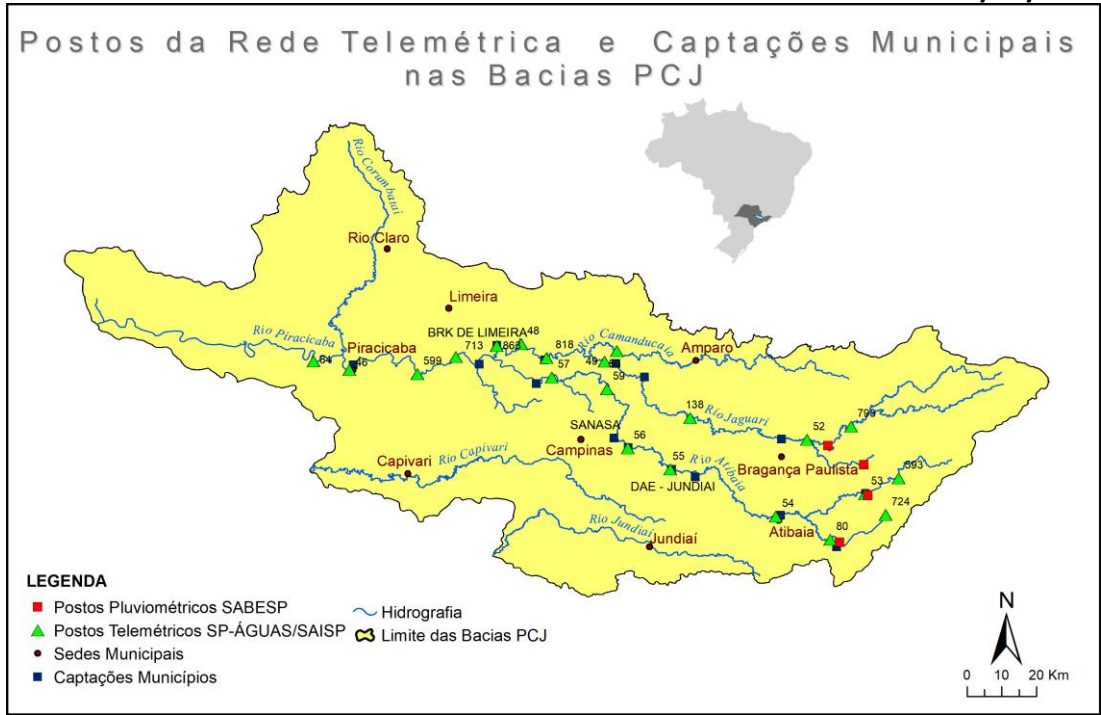 Postos da Rede Telemétrica e Captações Municipais
nas Bacias PCJ
Rio Corumbataí
Rio Claro
Limeira
Rio Piracicaba
64
Piracicaba
46
599
BRK DE LIMEIRA
713
868
48
818
57
Rio Camanducaia
49
59
Amparo
138
Rio Jaguari
52
799
SANASA
Campinas
56
Rio Capivari
Capivari
55
DAE - JUNDIAI
Rio Atibaia
Bragança Paulista
593
53
724
54
Atibaia
80
Rio Jundiaí
Jundiaí
LEGENDA
Postos Pluviométricos SABESP
Postos Telemétricos SP-ÁGUAS/SAISP
Sedes Municipais
Captações Municípios
Hidrografia
Limite das Bacias PCJ
N
0 10 20 Km